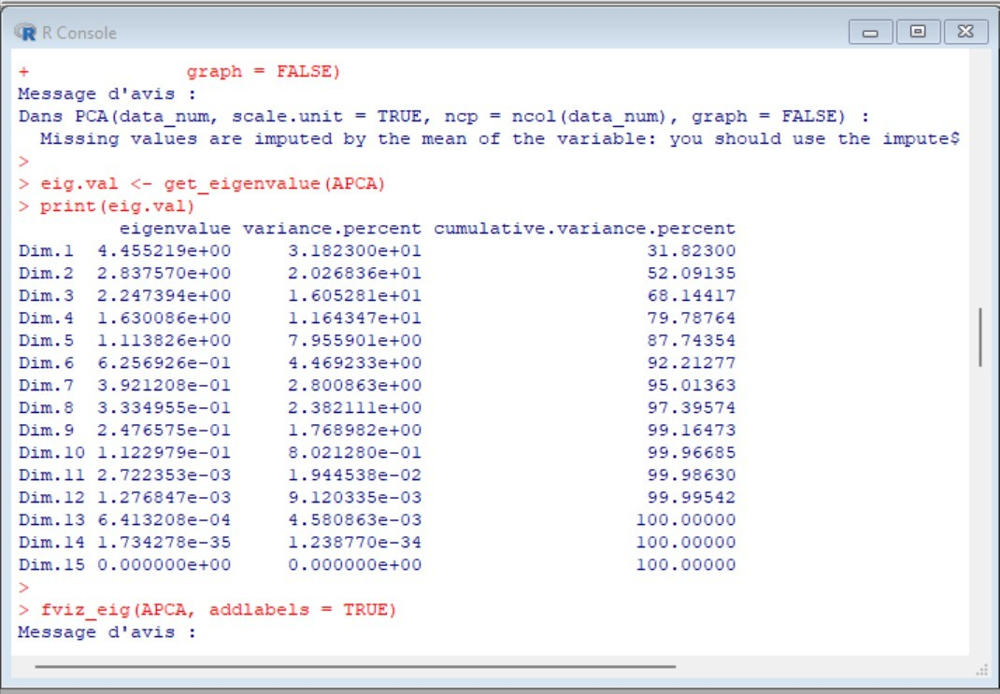 R Console
+               graph = FALSE)
Message d'avis :
Dans PCA(data_num, scale.unit = TRUE, ncp = ncol(data_num), graph = FALSE) :
  Missing values are imputed by the mean of the variable: you should use the impute$
>
> eig.val <- get_eigenvalue(APCA)
> print(eig.val)
         eigenvalue variance.percent cumulative.variance.percent
Dim.1  4.455219e+00     3.182300e+01                    31.82300
Dim.2  2.837570e+00     2.026836e+01                    52.09135
Dim.3  2.247394e+00     1.605281e+01                    68.14417
Dim.4  1.630086e+00     1.164347e+01                    79.78764
Dim.5  1.113826e+00     7.955901e+00                    87.74354
Dim.6  6.256926e-01     4.469233e+00                    92.21277
Dim.7  3.921208e-01     2.800863e+00                    95.01363
Dim.8  3.334955e-01     2.382111e+00                    97.39574
Dim.9  2.476575e-01     1.768982e+00                    99.16473
Dim.10 1.122979e-01     8.021280e-01                    99.96685
Dim.11 2.722353e-03     1.944538e-02                    99.98630
Dim.12 1.276847e-03     9.120335e-03                    99.99542
Dim.13 6.413208e-04     4.580863e-03                   100.00000
Dim.14 1.734278e-35     1.238770e-34                   100.00000
Dim.15 0.000000e+00     0.000000e+00                   100.00000
>
> fviz_eig(APCA, addlabels = TRUE)
Message d'avis :